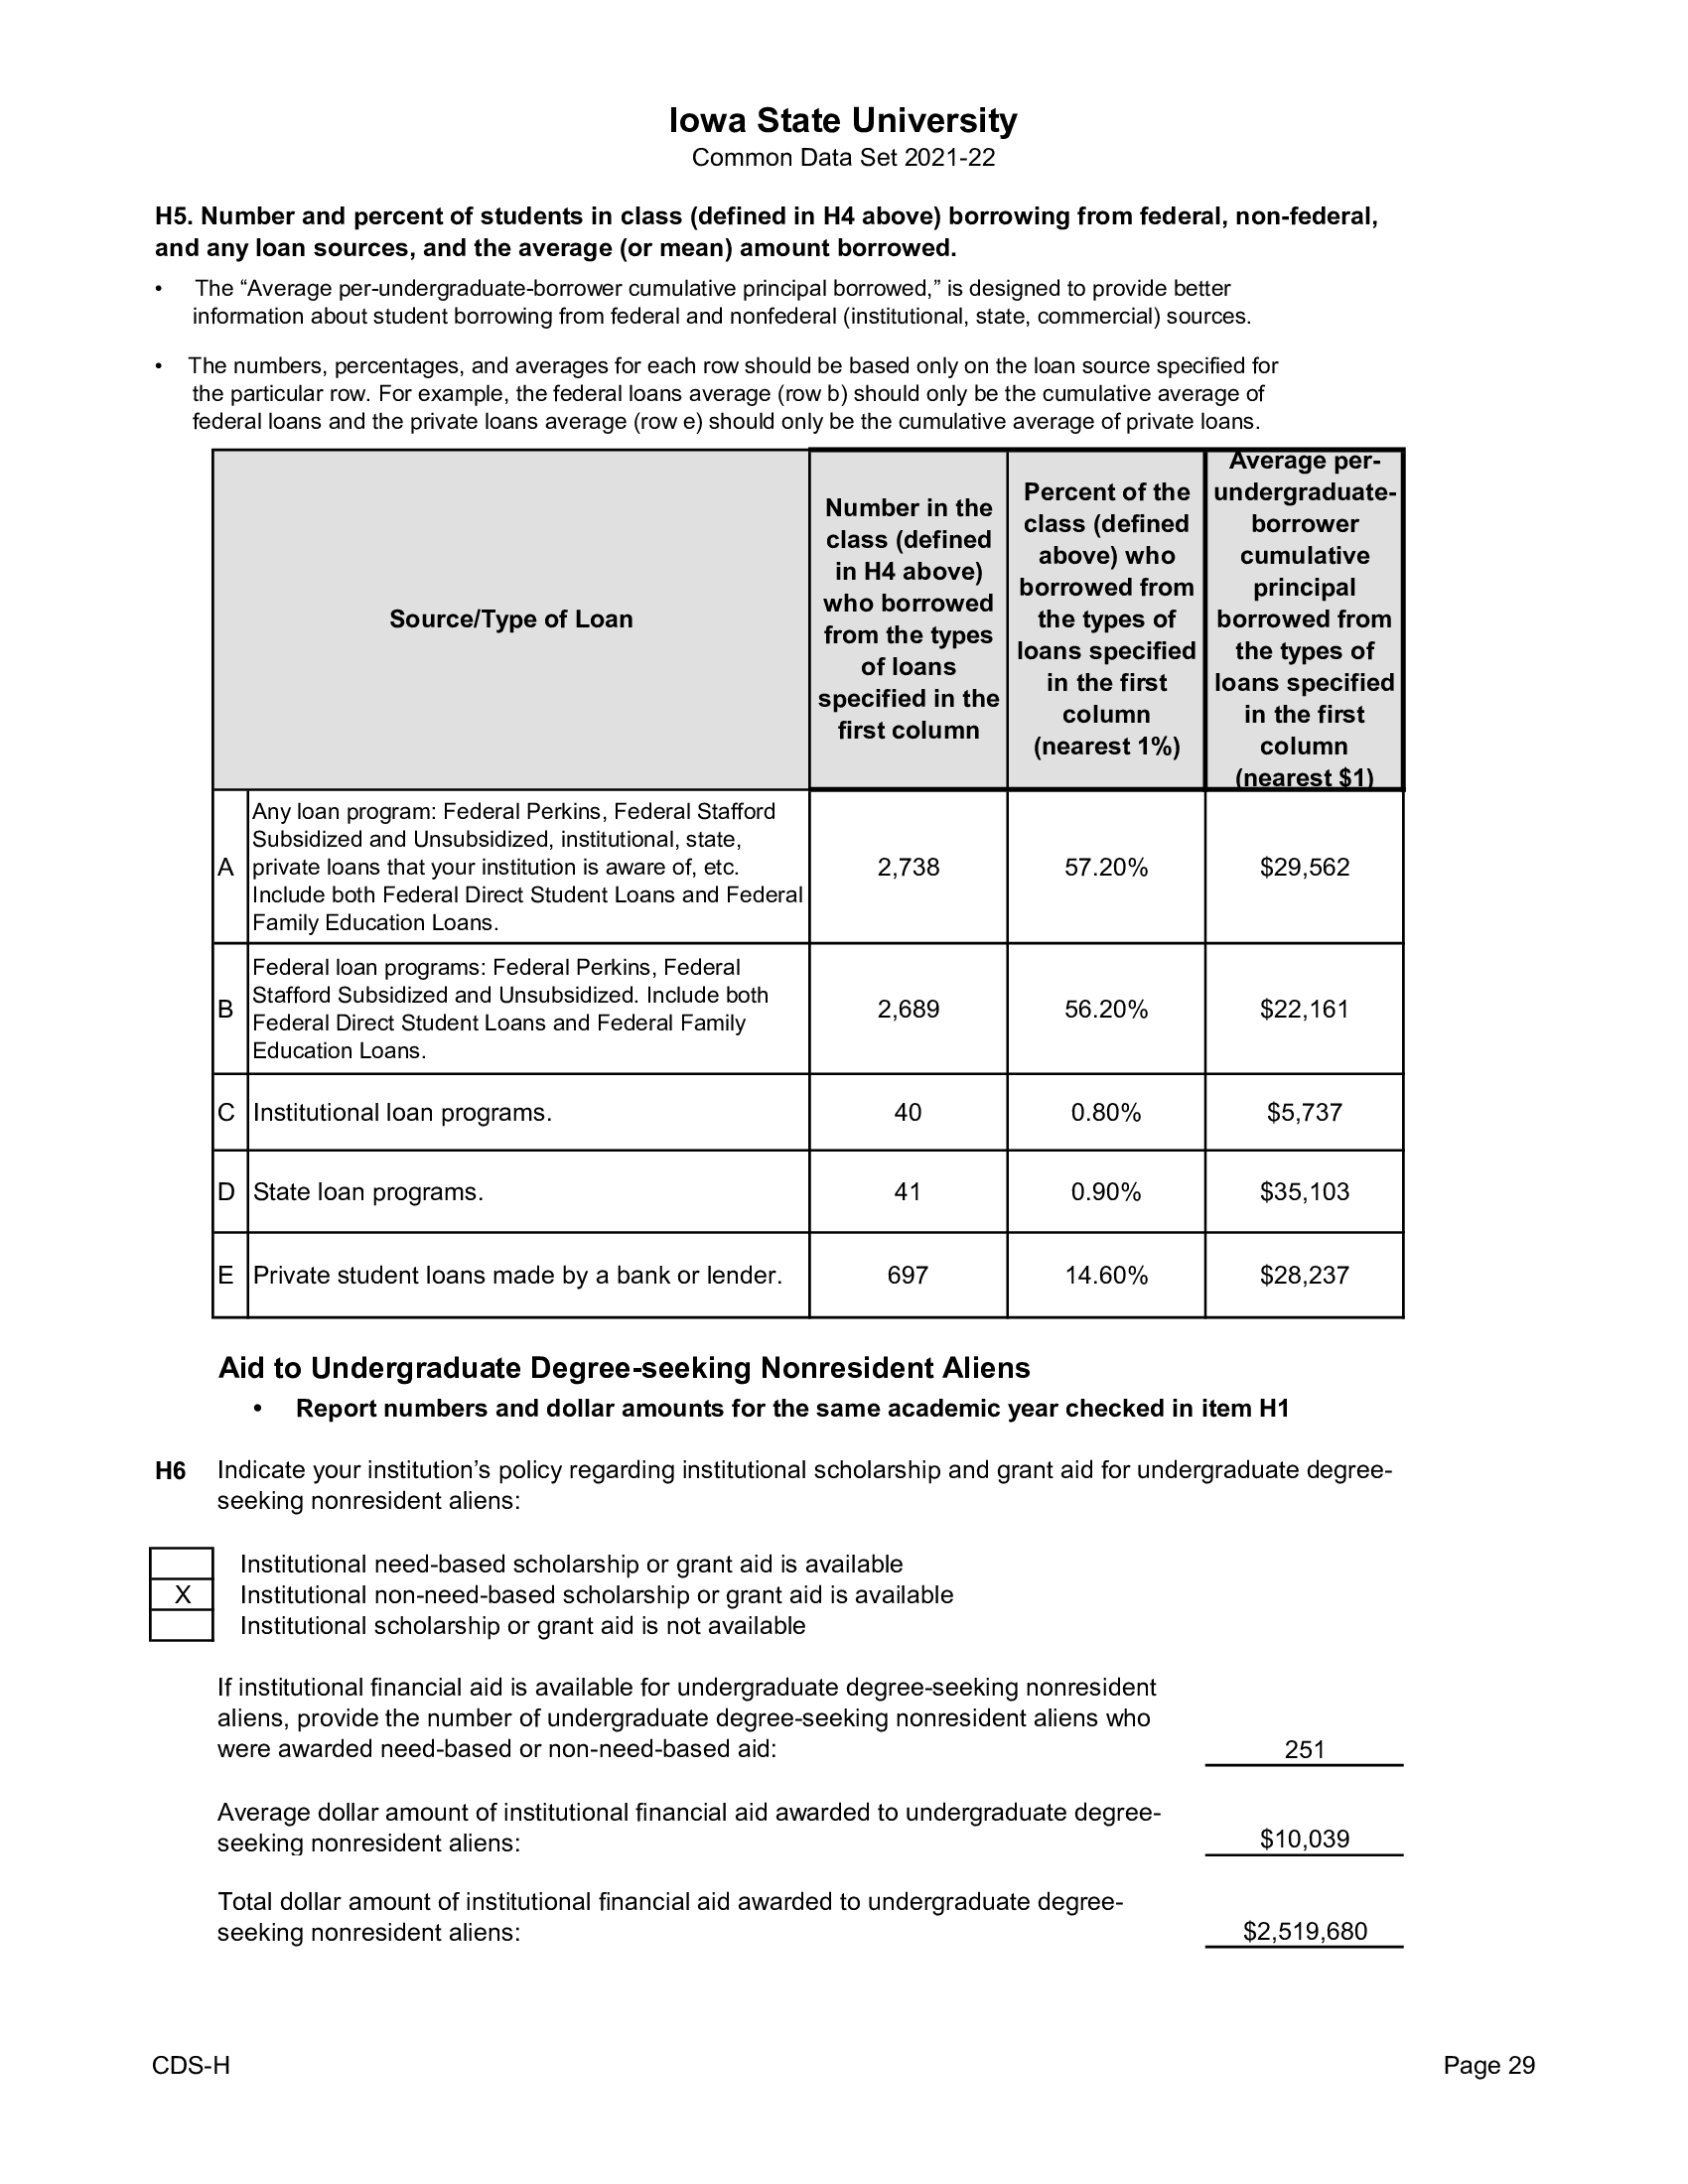 Iowa State University
Common Data Set 2021-22
H5. Number and percent of students in class (defined in H4 above) borrowing from federal, non-federal,
and any loan sources, and the average (or mean) amount borrowed.
• The “Average per-undergraduate-borrower cumulative principal borrowed,” is designed to provide better
information about student borrowing from federal and nonfederal (institutional, state, commercial) sources.
• The numbers, percentages, and averages for each row should be based only on the loan source specified for
the particular row. For example, the federal loans average (row b) should only be the cumulative average of
federal loans and the private loans average (row e) should only be the cumulative average of private loans.
Source/Type of Loan
Number in the
class (defined
in H4 above)
who borrowed
from the types
of loans
specified in the
first column
Percent of the
class (defined
above) who
borrowed from
the types of
loans specified
in the first
column
(nearest 1%)
Average per-
undergraduate-
borrower
cumulative
principal
borrowed from
the types of
loans specified
in the first
column
(nearest $1)
A
Any loan program: Federal Perkins, Federal Stafford
Subsidized and Unsubsidized, institutional, state,
private loans that your institution is aware of, etc.
Include both Federal Direct Student Loans and Federal
Family Education Loans.
2,738
57.20%
$29,562
B
Federal loan programs: Federal Perkins, Federal
Stafford Subsidized and Unsubsidized. Include both
Federal Direct Student Loans and Federal Family
Education Loans.
2,689
56.20%
$22,161
C Institutional loan programs. 40 0.80% $5,737
D State loan programs. 41 0.90% $35,103
E Private student loans made by a bank or lender. 697 14.60% $28,237
Aid to Undergraduate Degree-seeking Nonresident Aliens
• Report numbers and dollar amounts for the same academic year checked in item H1
H6 Indicate your institution’s policy regarding institutional scholarship and grant aid for undergraduate degree-
seeking nonresident aliens:
Institutional need-based scholarship or grant aid is available
X Institutional non-need-based scholarship or grant aid is available
Institutional scholarship or grant aid is not available
If institutional financial aid is available for undergraduate degree-seeking nonresident
aliens, provide the number of undergraduate degree-seeking nonresident aliens who
were awarded need-based or non-need-based aid: 251
Average dollar amount of institutional financial aid awarded to undergraduate degree-
seeking nonresident aliens: $10,039
Total dollar amount of institutional financial aid awarded to undergraduate degree-
seeking nonresident aliens: $2,519,680
CDS-H Page 29